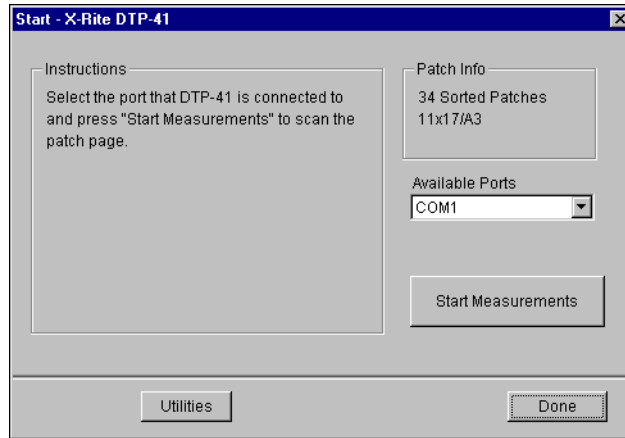 Start - X-Rite DTP-41
Instructions
Select the port that DTP-41 is connected to
and press "Start Measurements" to scan the
patch page.
Patch Info
34 Sorted Patches
11x17/A3
Available Ports
COM1
Start Measurements
Utilities
Done